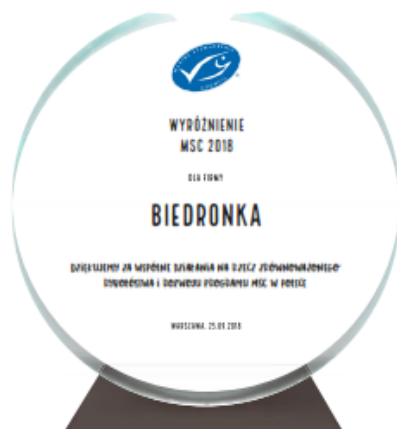 WYRÓŻNIENIE
MSC 2018
DLA FIRMY
BIEDRONKA
DZIĘKUJEMY ZA WSPÓLNE DZIAŁANIA NA RZECZ ZRÓWNOWAŻONEGO
RYBOŁÓSTWA I ROZWOJU PROGRAMU MSC W POLSCE
WARSZAWA, 25.09.2018